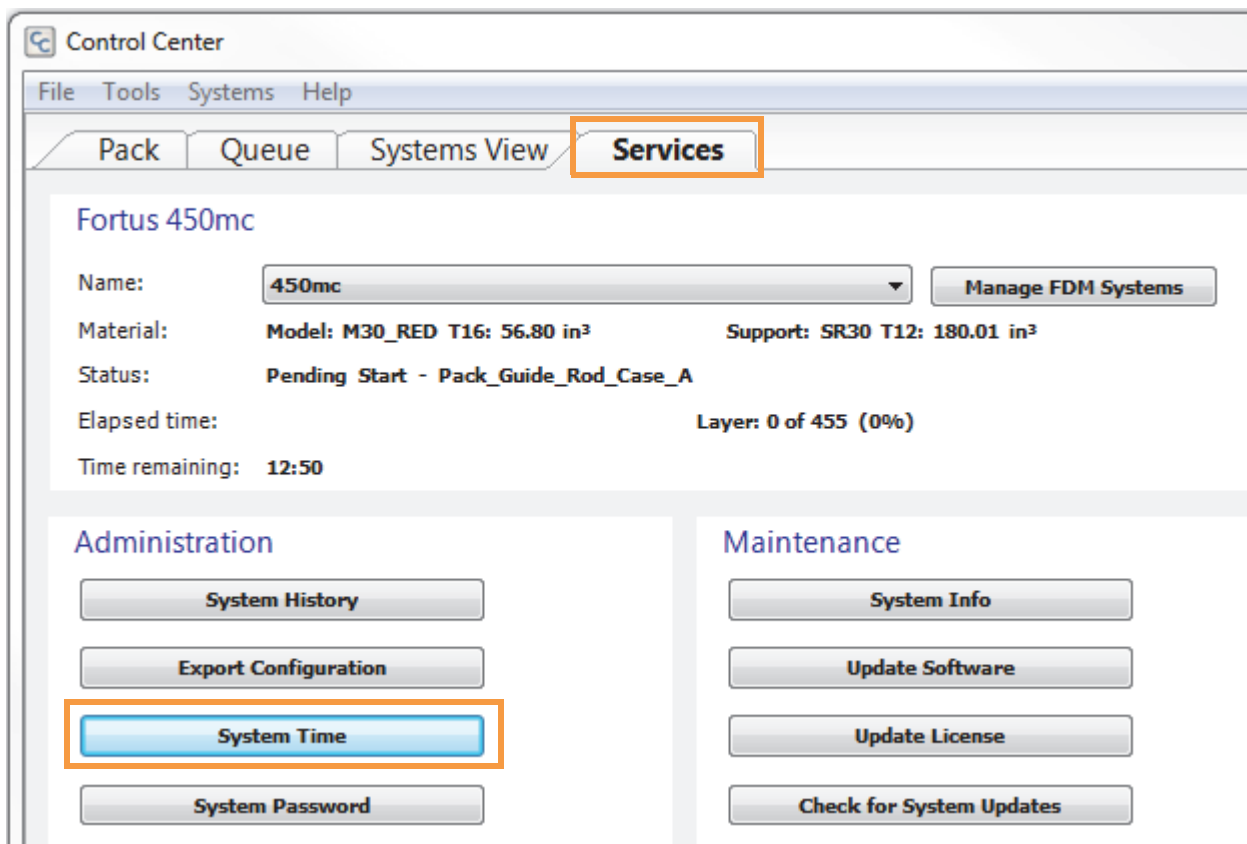 Control Center
File Tools Systems Help
Pack Queue Systems View Services
Fortus 450mc
Name: 450mc Manage FDM Systems
Material: Model: M30_RED T16: 56.80 in³ Support: SR30 T12: 180.01 in³
Status: Pending Start - Pack_Guide_Rod_Case_A
Elapsed time: Layer: 0 of 455 (0%)
Time remaining: 12:50
Administration
System History
Export Configuration
System Time
System Password
Maintenance
System Info
Update Software
Update License
Check for System Updates